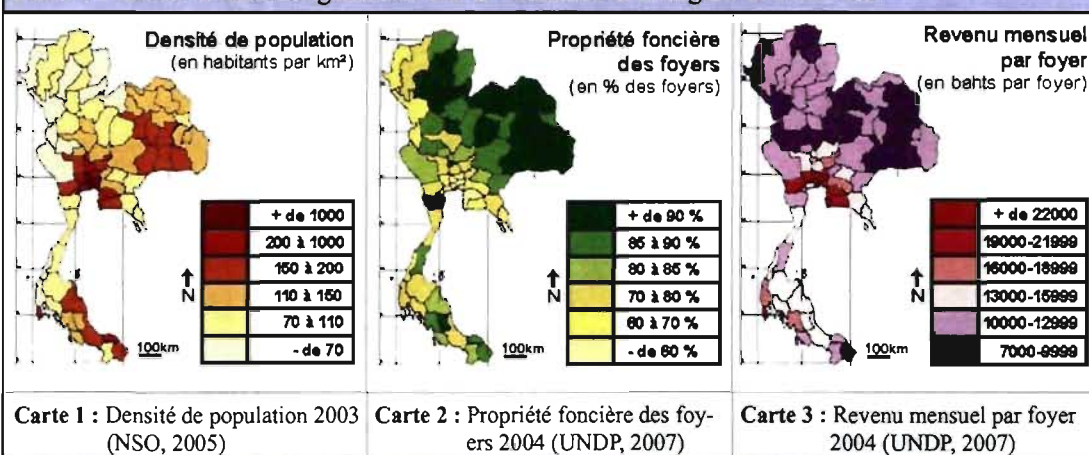 Densité de population
(en habitants par km²)
+ de 1000
200 à 1000
150 à 200
110 à 150
70 à 110
- de 70
N
100km
Propriété foncière
des foyers
(en % des foyers)
+ de 90 %
85 à 90 %
80 à 85 %
70 à 80 %
60 à 70 %
- de 60 %
N
100km
Revenu mensuel
par foyer
(en bahts par foyer)
+ de 22000
19000-21999
16000-18999
13000-15999
10000-12999
7000-9999
N
100km
Carte 1 : Densité de population 2003
(NSO, 2005)
Carte 2 : Propriété foncière des foy-
ers 2004 (UNDP, 2007)
Carte 3 : Revenu mensuel par foyer
2004 (UNDP, 2007)